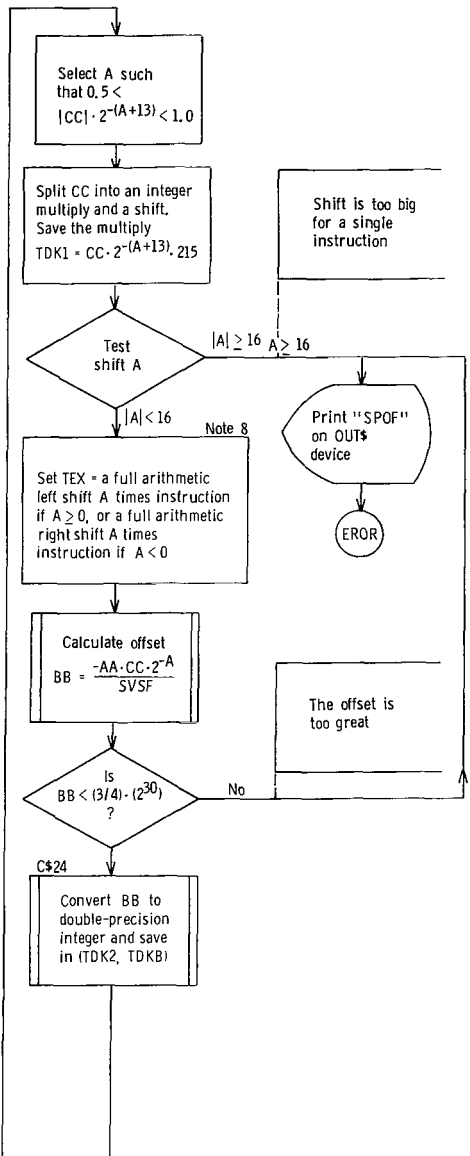 Select A such
that 0.5 <
|CC|·2-(A+13) < 1.0
Split CC into an integer
multiply and a shift.
Save the multiply
TDK1 = CC·2-(A+13).215
Shift is too big
for a single
instruction
Test
shift A
|A| ≥ 16 A ≥ 16
|A| < 16
Note 8
Print "SPOF"
on OUT$
device
EROR
Set TEX = a full arithmetic
left shift A times instruction
if A ≥ 0, or a full arithmetic
right shift A times
instruction if A < 0
Calculate offset
BB = -AA·CC·2-A
SVSF
The offset is
too great
Is
BB < (3/4)·(230)
?
No
C$24
Convert BB to
double-precision
integer and save
in (TDK2, TDKB)